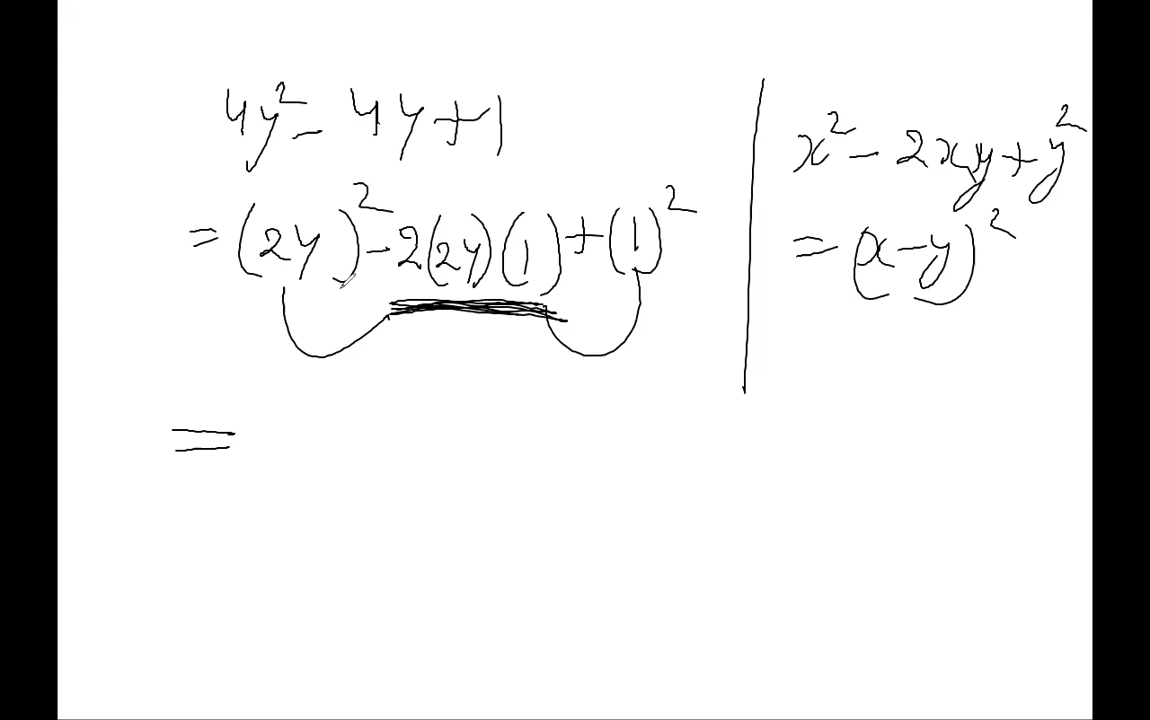 4y² - 4y + 1
= (2y)² - 2(2y)(1) + (1)²
=
x² - 2xy + y²
= (x - y)²